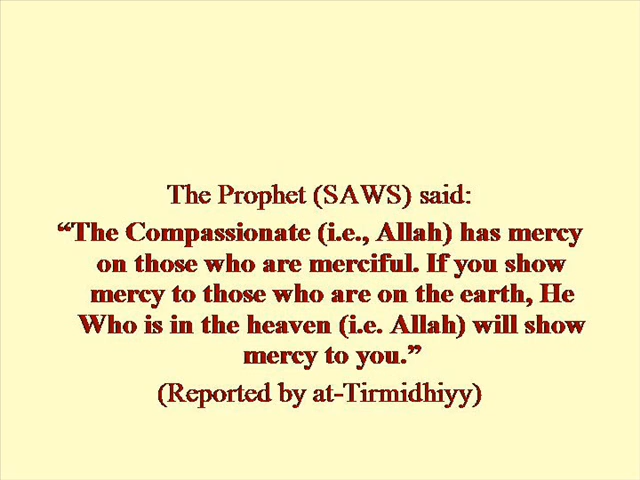 The Prophet (SAWS) said:
“The Compassionate (i.e., Allah) has mercy
on those who are merciful. If you show
mercy to those who are on the earth, He
Who is in the heaven (i.e. Allah) will show
mercy to you.”
(Reported by at-Tirmidhiyy)